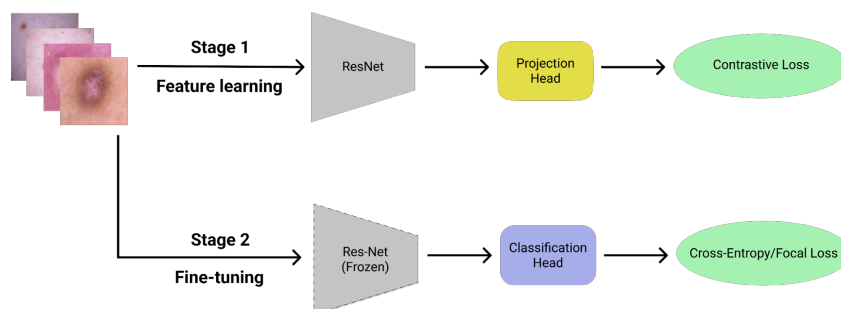 Stage 1
Feature learning
ResNet
Projection
Head
Contrastive Loss
Stage 2
Fine-tuning
Res-Net
(Frozen)
Classification
Head
Cross-Entropy/Focal Loss